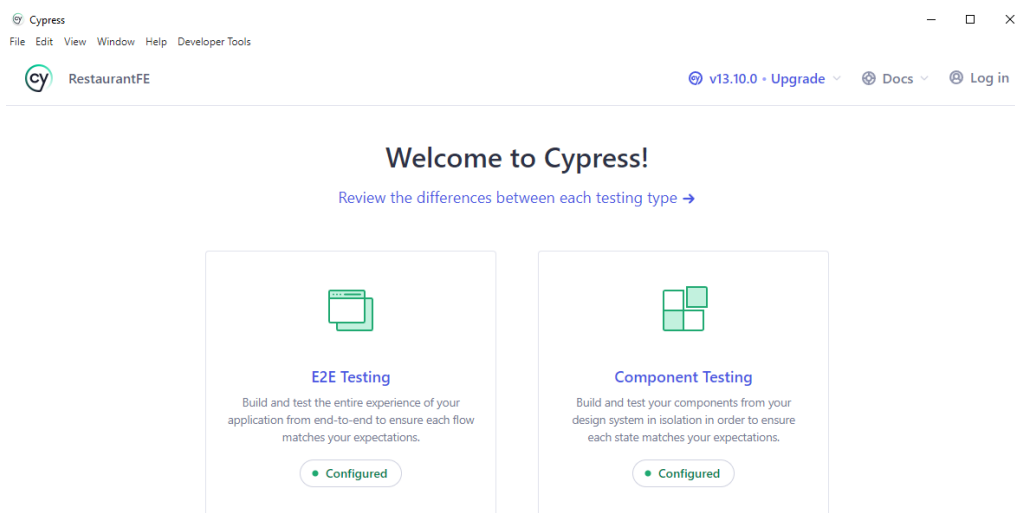 Cypress
File Edit View Window Help Developer Tools
cy RestaurantFE v13.10.0 • Upgrade Docs Log in
Welcome to Cypress!
Review the differences between each testing type →
E2E Testing
Build and test the entire experience of your
application from end-to-end to ensure each flow
matches your expectations.
Configured
Component Testing
Build and test your components from your
design system in isolation in order to ensure
each state matches your expectations.
Configured